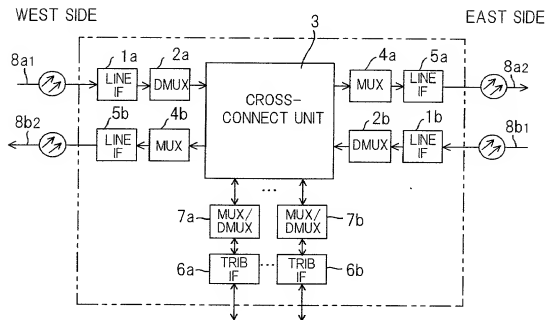 WEST SIDE
EAST SIDE
3
8a1
1a
2a
4a
5a
8a2
LINE IF
DMUX
CROSS-CONNECT UNIT
MUX
LINE IF
8b2
5b
4b
2b
1b
8b1
LINE IF
MUX
DMUX
LINE IF
...
7a
MUX/DMUX
MUX/DMUX
7b
6a
TRIB IF
...
TRIB IF
6b